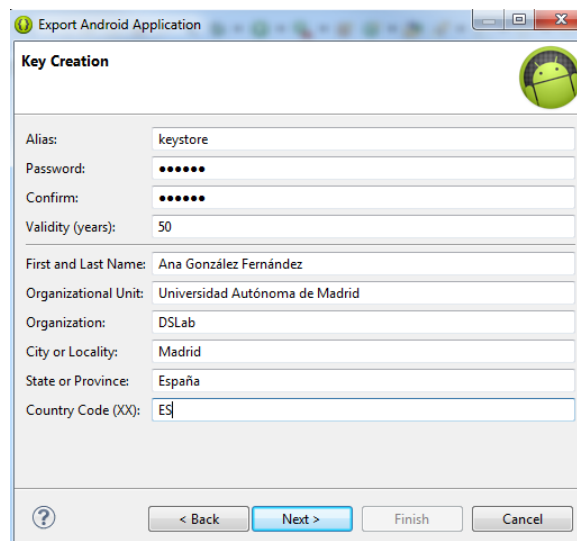 Export Android Application
Key Creation
Alias: keystore
Password: ••••••
Confirm: ••••••
Validity (years): 50
First and Last Name: Ana González Fernández
Organizational Unit: Universidad Autónoma de Madrid
Organization: DSLab
City or Locality: Madrid
State or Province: España
Country Code (XX): ES
? < Back Next > Finish Cancel